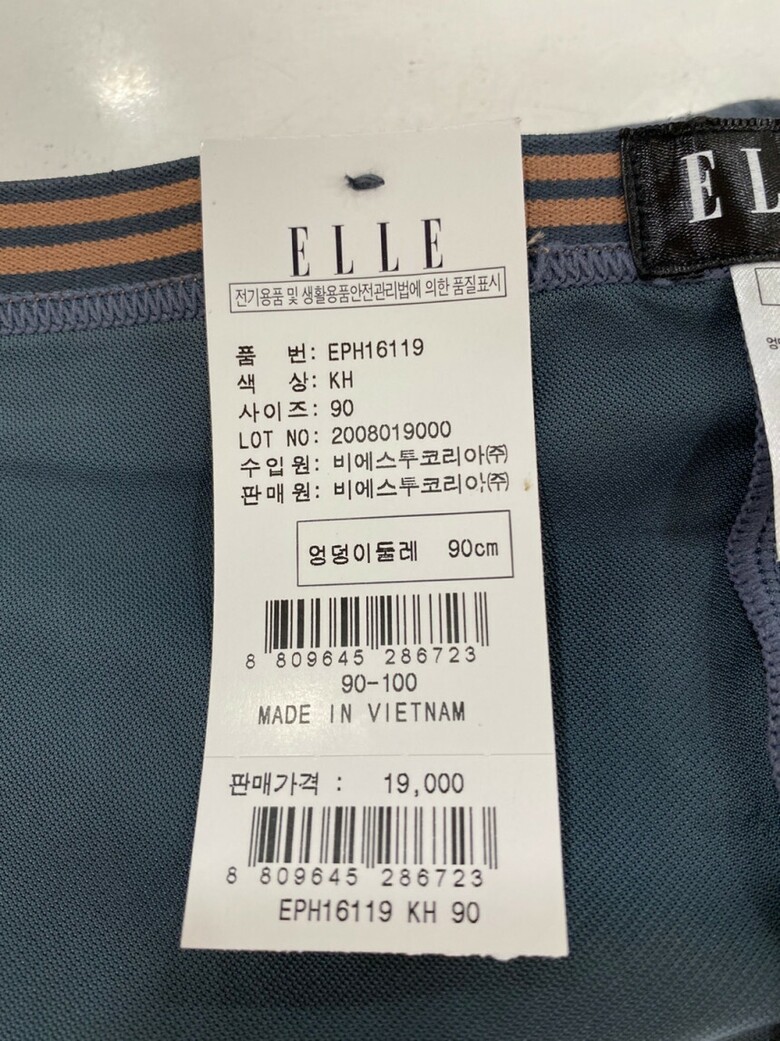 ELLE
전기용품 및 생활용품안전관리법에 의한 품질표시
품 번: EPH16119
색 상: KH
사이즈: 90
LOT NO: 2008019000
수입원: 비에스투코리아㈜
판매원: 비에스투코리아㈜
엉덩이둘레 90cm
8 809645 286723
90-100
MADE IN VIETNAM
판매가격 : 19,000
8 809645 286723
EPH16119 KH 90
EL